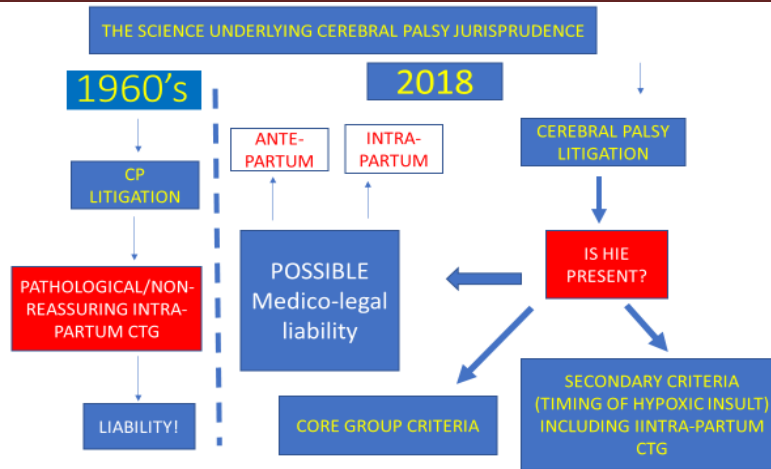 THE SCIENCE UNDERLYING CEREBRAL PALSY JURISPRUDENCE
1960's
CP
LITIGATION
PATHOLOGICAL/NON-
REASSURING INTRA-
PARTUM CTG
LIABILITY!
2018
ANTE-
PARTUM
INTRA-
PARTUM
CEREBRAL PALSY
LITIGATION
POSSIBLE
Medico-legal
liability
IS HIE
PRESENT?
CORE GROUP CRITERIA
SECONDARY CRITERIA
(TIMING OF HYPOXIC INSULT)
INCLUDING IINTRA-PARTUM
CTG